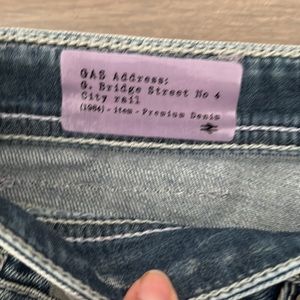 GAS Address:
G. Bridge Street No 4
City rail
(1984) - Item - Premium Denim